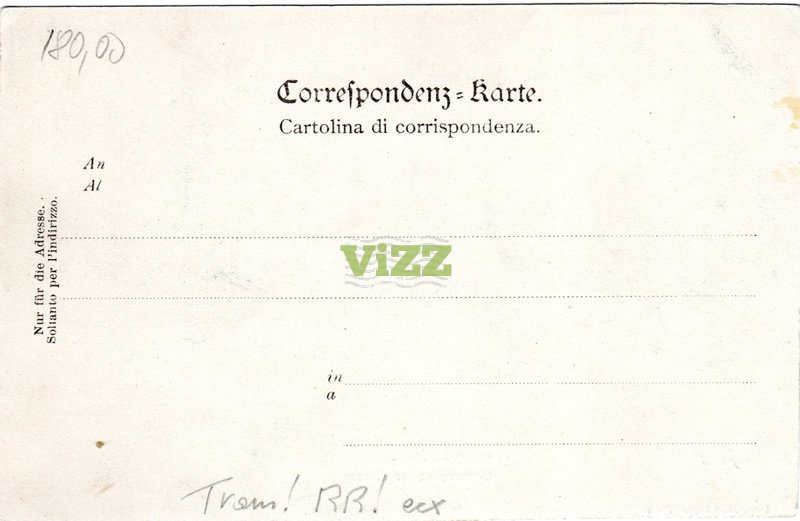 180,00
Correſpondenz=Karte.
Cartolina di corrispondenza.
An
Al
Nur für die Adresse.
Soltanto per l'indirizzo.
ViZZ
in
a
Tram! RR! ecx